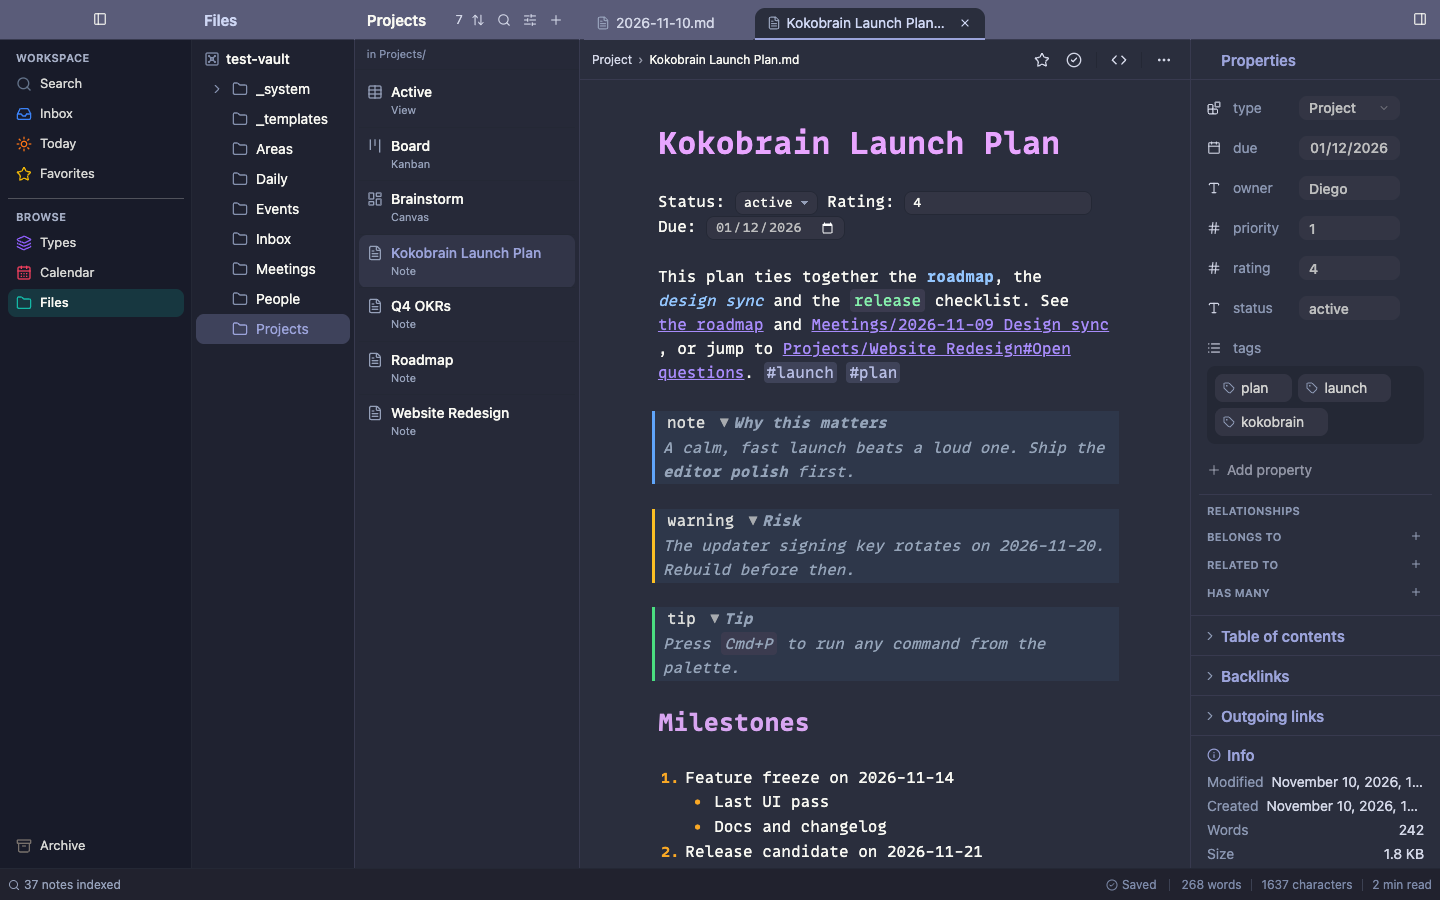 WORKSPACE
Search
Inbox
Today
Favorites
BROWSE
Types
Calendar
Files
Archive
Files
test-vault
_system
_templates
Areas
Daily
Events
Inbox
Meetings
People
Projects
Projects 7
in Projects/
Active
View
Board
Kanban
Brainstorm
Canvas
Kokobrain Launch Plan
Note
Q4 OKRs
Note
Roadmap
Note
Website Redesign
Note
2026-11-10.md
Kokobrain Launch Plan...
Project › Kokobrain Launch Plan.md
Kokobrain Launch Plan
Status: active Rating: 4
Due: 01/12/2026
This plan ties together the roadmap, the
design sync and the release checklist. See
the roadmap and Meetings/2026-11-09 Design sync
, or jump to Projects/Website Redesign#Open
questions. #launch #plan
note ▼ Why this matters
A calm, fast launch beats a loud one. Ship the
editor polish first.
warning ▼ Risk
The updater signing key rotates on 2026-11-20.
Rebuild before then.
tip ▼ Tip
Press Cmd+P to run any command from the
palette.
Milestones
1. Feature freeze on 2026-11-14
• Last UI pass
• Docs and changelog
2. Release candidate on 2026-11-21
Properties
type Project
due 01/12/2026
owner Diego
priority 1
rating 4
status active
tags
plan launch
kokobrain
+ Add property
RELATIONSHIPS
BELONGS TO +
RELATED TO +
HAS MANY +
Table of contents
Backlinks
Outgoing links
Info
Modified November 10, 2026, 1...
Created November 10, 2026, 1...
Words 242
Size 1.8 KB
37 notes indexed
Saved 268 words 1637 characters 2 min read